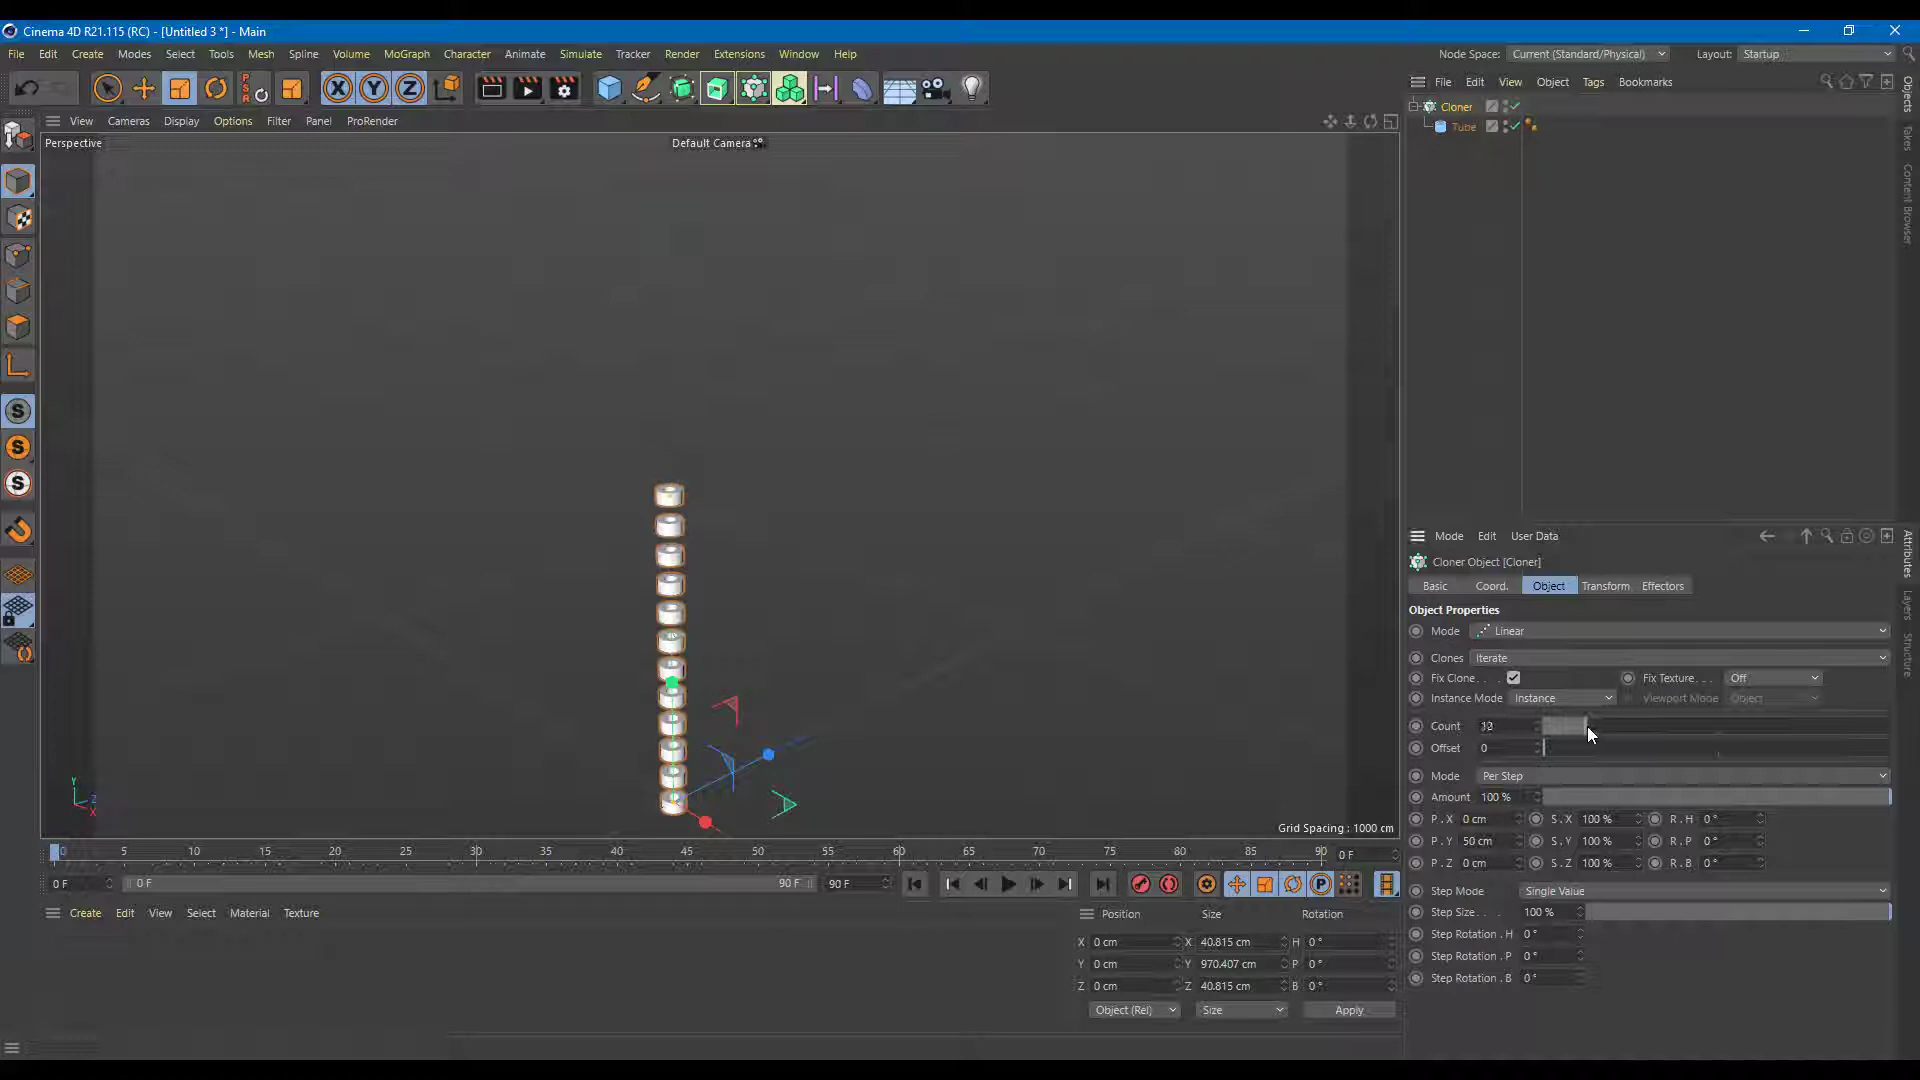 Cinema 4D R21.115 (RC) - [Untitled 3 *] - Main
File Edit Create Modes Select Tools Mesh Spline Volume MoGraph Character Animate Simulate Tracker Render Extensions Window Help
Node Space: Current (Standard/Physical) Layout: Startup
View Cameras Display Options Filter Panel ProRender
File Edit View Object Tags Bookmarks
Cloner
Tube
Objects
Takes
Content Browser
Perspective
Default Camera
Y
Z
X
Grid Spacing : 1000 cm
0 5 10 15 20 25 30 35 40 45 50 55 60 65 70 75 80 85 90 0 F
0 F 0 F 90 F 90 F
Create Edit View Select Material Texture
Position Size Rotation
X 0 cm X 40.815 cm H 0 °
Y 0 cm Y 970.407 cm P 0 °
Z 0 cm Z 40.815 cm B 0 °
Object (Rel) Size Apply
Mode Edit User Data
Cloner Object [Cloner]
Basic Coord. Object Transform Effectors
Object Properties
Mode Linear
Clones Iterate
Fix Clone . . . Fix Texture . . . . Off
Instance Mode Instance Viewport Mode Object
Count
Offset 0
Mode Per Step
Amount 100 %
P . X 0 cm S . X 100 % R . H 0 °
P . Y 50 cm S . Y 100 % R . P 0 °
P . Z 0 cm S . Z 100 % R . B 0 °
Step Mode Single Value
Step Size . . . . 100 %
Step Rotation . H 0 °
Step Rotation . P 0 °
Step Rotation . B 0 °
Attributes
Layers
Structure